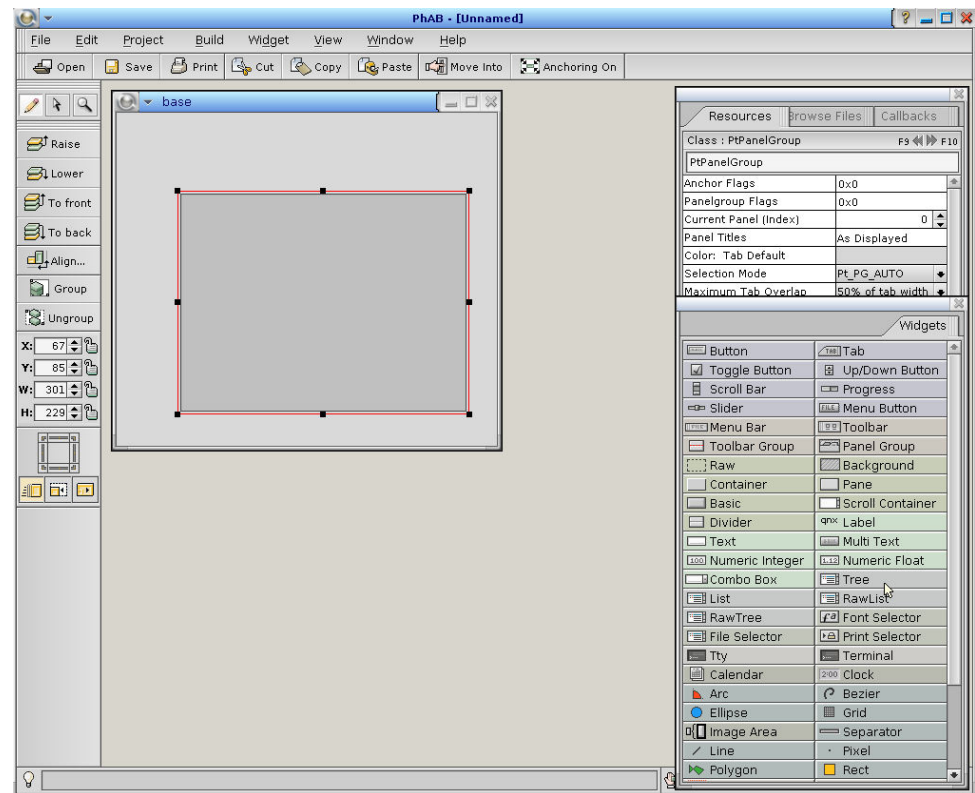 PhAB - [Unnamed]
File Edit Project Build Widget View Window Help
Open Save Print Cut Copy Paste Move Into Anchoring On
base
Raise
Lower
To front
To back
Align...
Group
Ungroup
X: 67
Y: 85
W: 301
H: 229
Resources Browse Files Callbacks
Class : PtPanelGroup F9 F10
PtPanelGroup
Anchor Flags 0x0
Panelgroup Flags 0x0
Current Panel (Index) 0
Panel Titles As Displayed
Color: Tab Default
Selection Mode Pt_PG_AUTO
Maximum Tab Overlap 50% of tab width
Widgets
Button Tab
Toggle Button Up/Down Button
Scroll Bar Progress
Slider Menu Button
Menu Bar Toolbar
Toolbar Group Panel Group
Raw Background
Container Pane
Basic Scroll Container
Divider qnx Label
Text Multi Text
Numeric Integer Numeric Float
Combo Box Tree
List RawList
RawTree Font Selector
File Selector Print Selector
Tty Terminal
Calendar 2:00 Clock
Arc Bezier
Ellipse Grid
Image Area Separator
Line Pixel
Polygon Rect